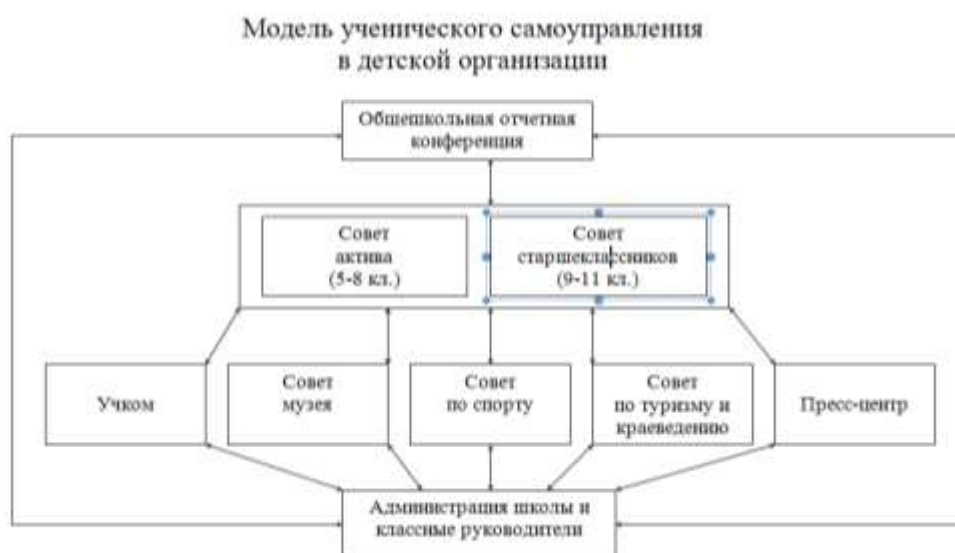 Модель ученического самоуправления
в детской организации
Обшешкольная отчетная
конференция
Совет
актива
(5-8 кл.)
Совет
старшеклассников
(9-11 кл.)
Учком
Совет
музея
Совет
по спорту
Совет
по туризму и
краеведению
Пресс-центр
Администрация школы и
классные руководители